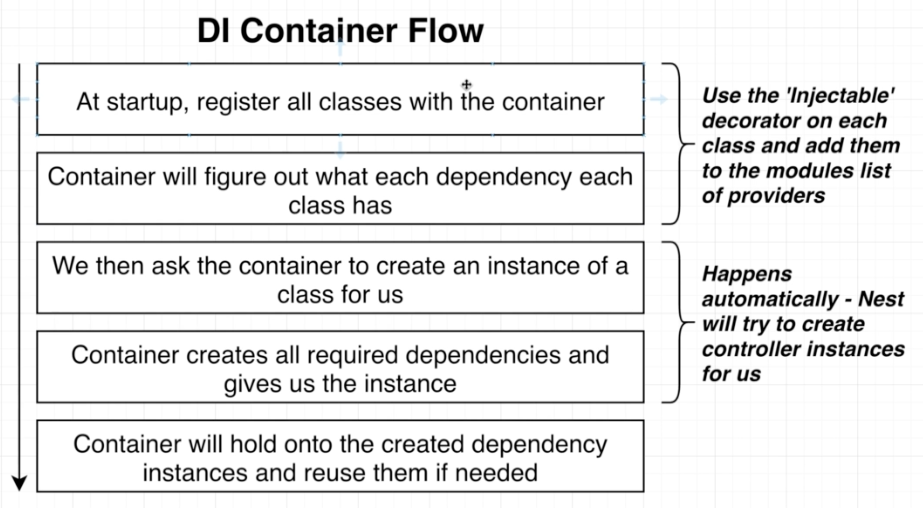 DI Container Flow
At startup, register all classes with the container
Container will figure out what each dependency each
class has
Use the 'Injectable'
decorator on each
class and add them
to the modules list
of providers
We then ask the container to create an instance of a
class for us
Container creates all required dependencies and
gives us the instance
Happens
automatically - Nest
will try to create
controller instances
for us
Container will hold onto the created dependency
instances and reuse them if needed